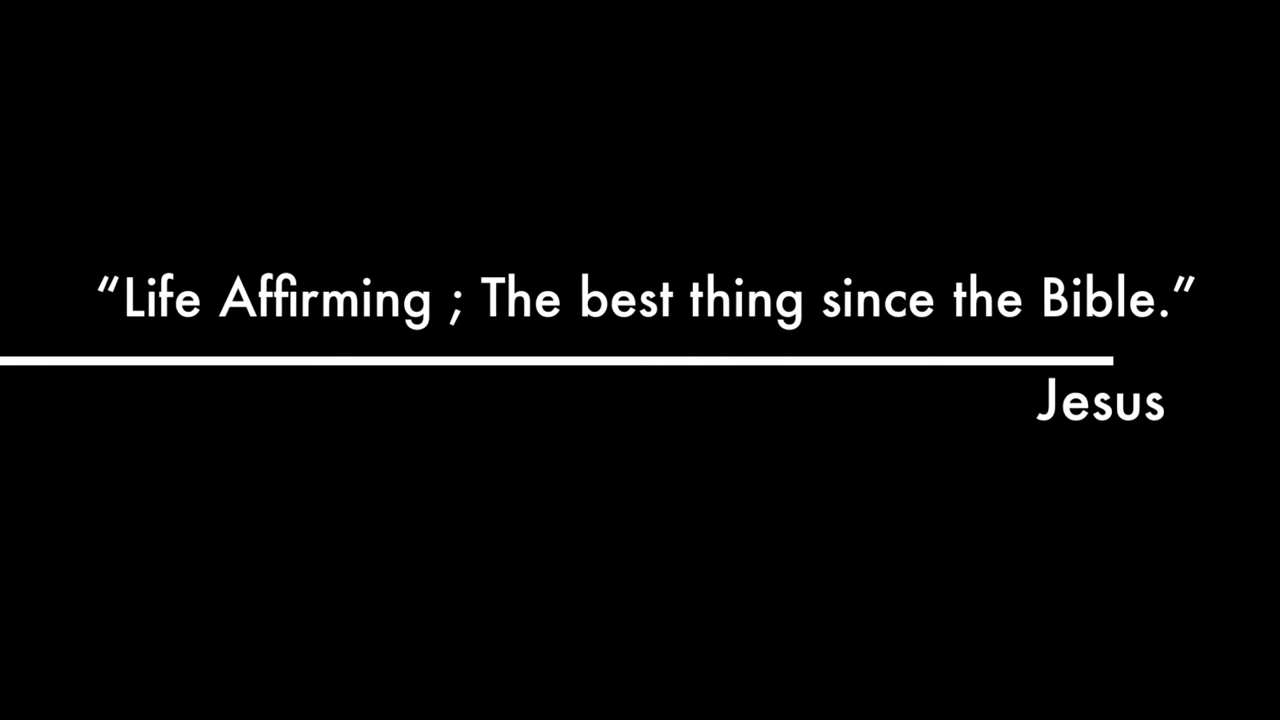 “Life Affirming ; The best thing since the Bible.”
Jesus